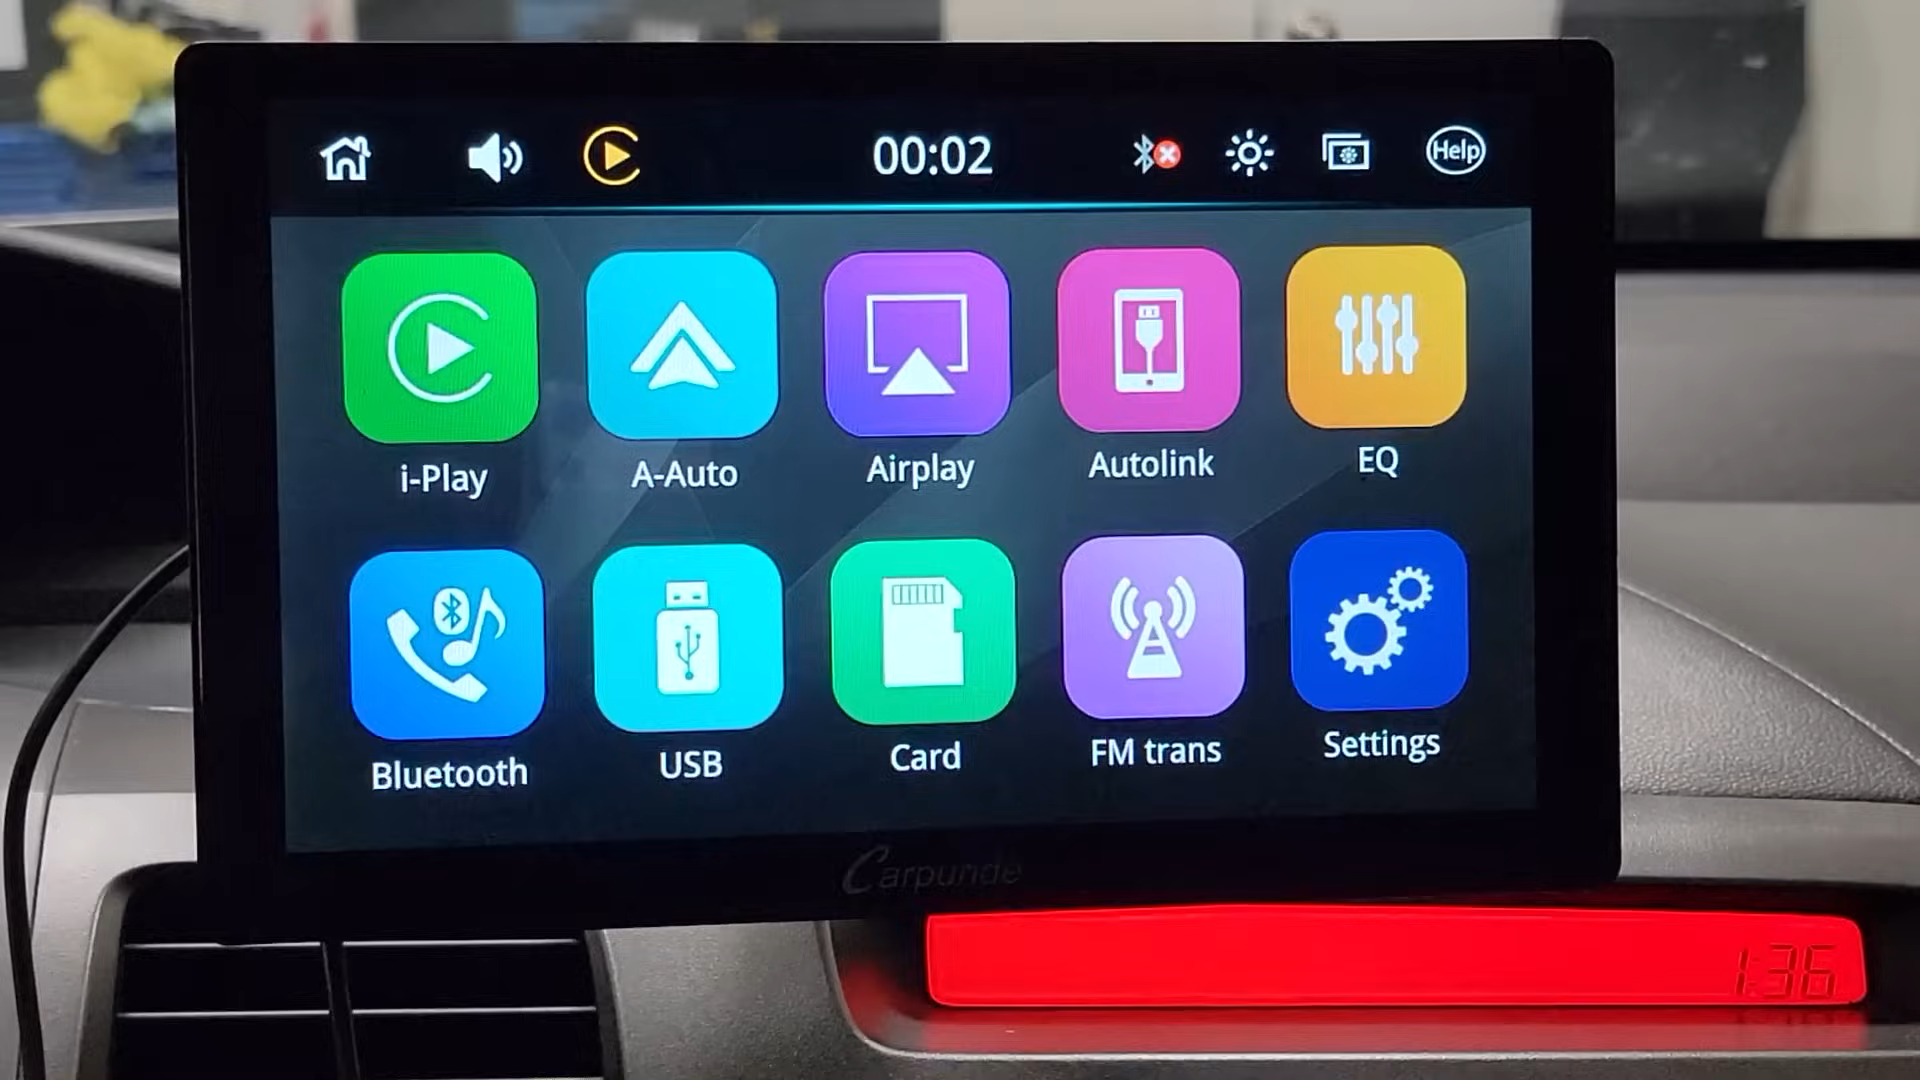 00:02
Help
i-Play
A-Auto
Airplay
Autolink
EQ
Bluetooth
USB
Card
FM trans
Settings
Carpuride
1:36